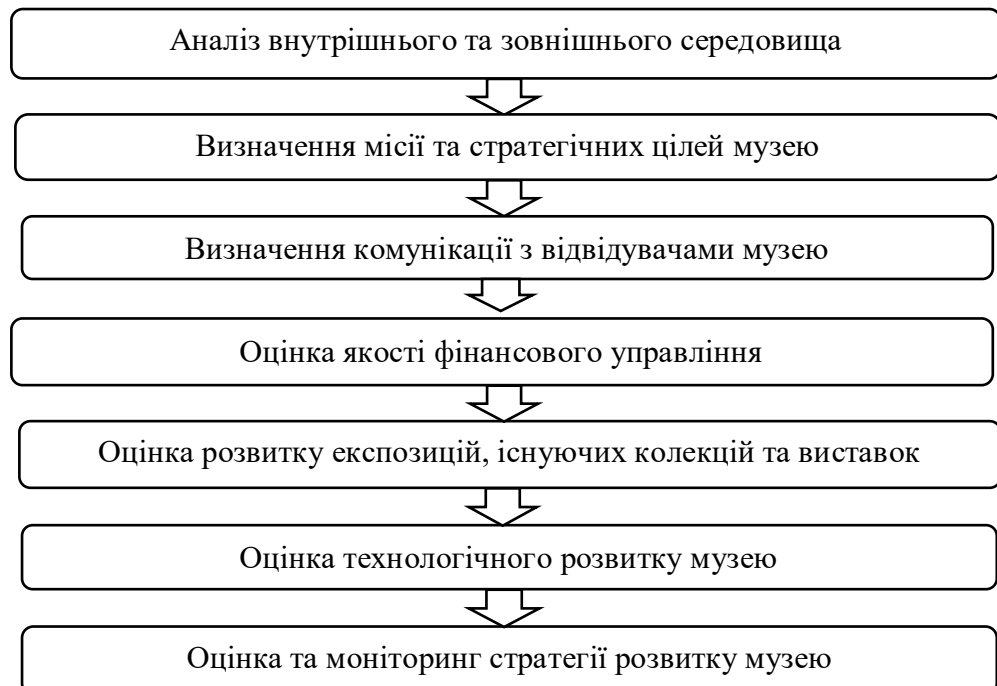 Аналіз внутрішнього та зовнішнього середовища
Визначення місії та стратегічних цілей музею
Визначення комунікації з відвідувачами музею
Оцінка якості фінансового управління
Оцінка розвитку експозицій, існуючих колекцій та виставок
Оцінка технологічного розвитку музею
Оцінка та моніторинг стратегії розвитку музею